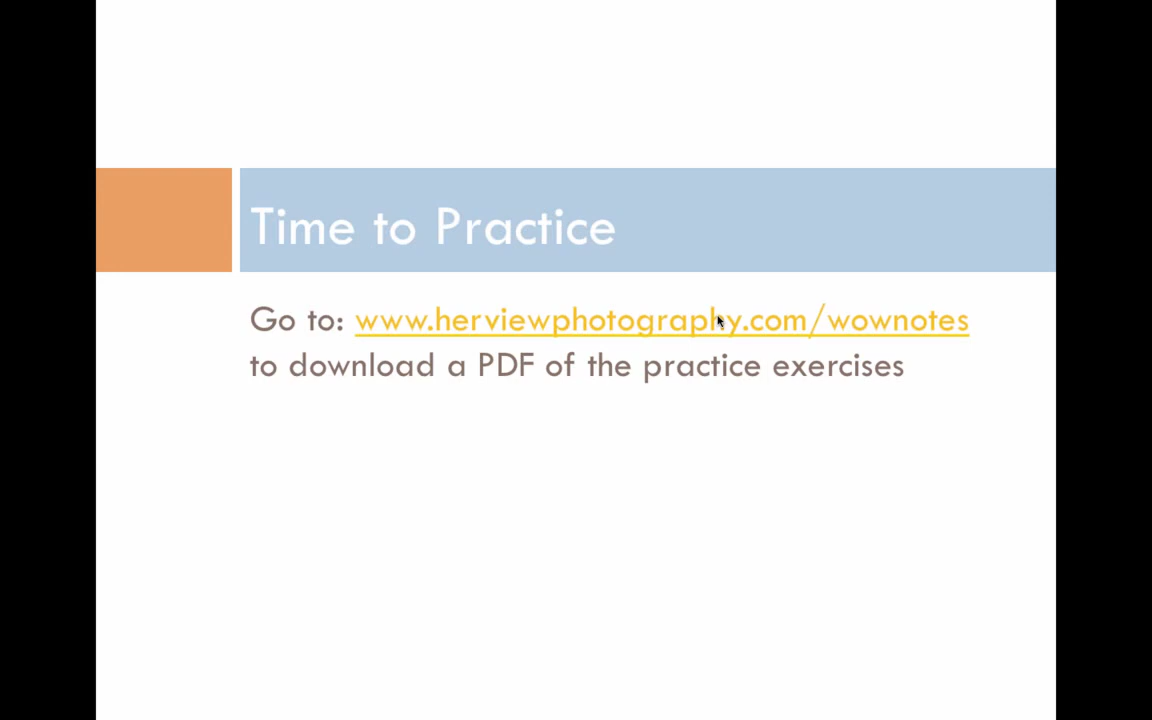 Time to Practice
Go to: www.herviewphotography.com/wownotes
to download a PDF of the practice exercises